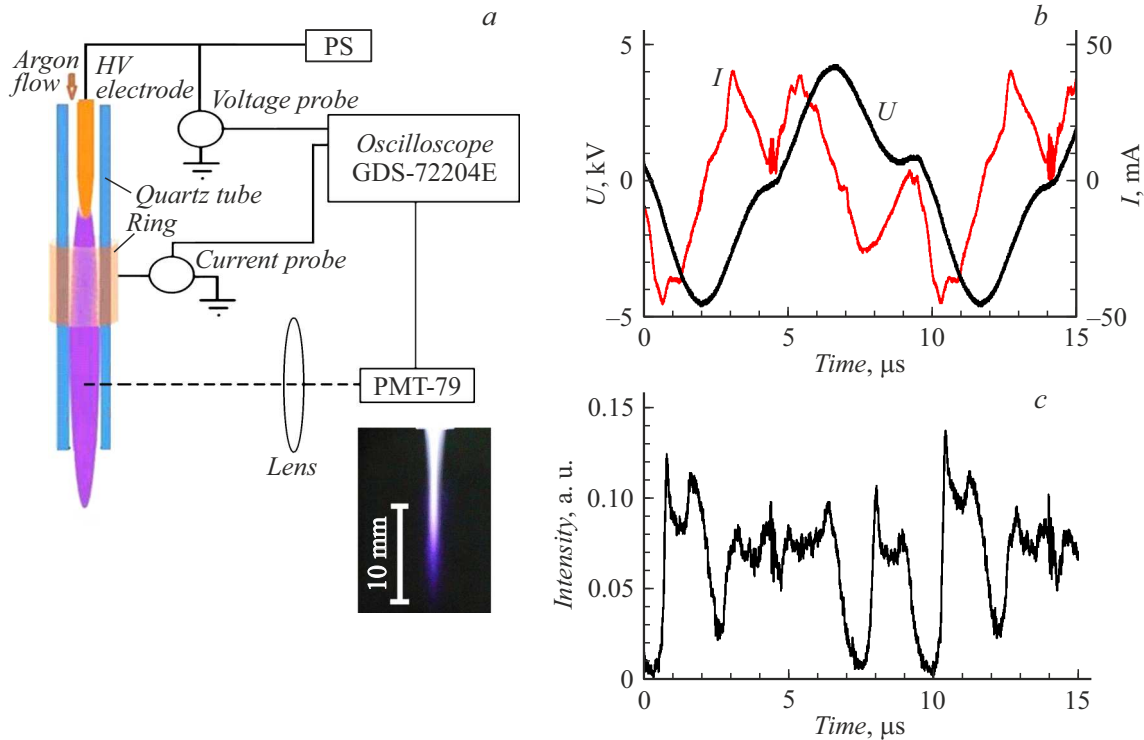 a
PS
Argon
flow
HV
electrode
Voltage probe
Oscilloscope
GDS-72204E
Quartz tube
Ring
Current probe
PMT-79
Lens
10 mm
b
5
50
I
U
U, kV
0
0
I, mA
–5
–50
0
5
10
15
Time, μs
c
0.15
0.10
Intensity, a. u.
0.05
0
0
5
10
15
Time, μs